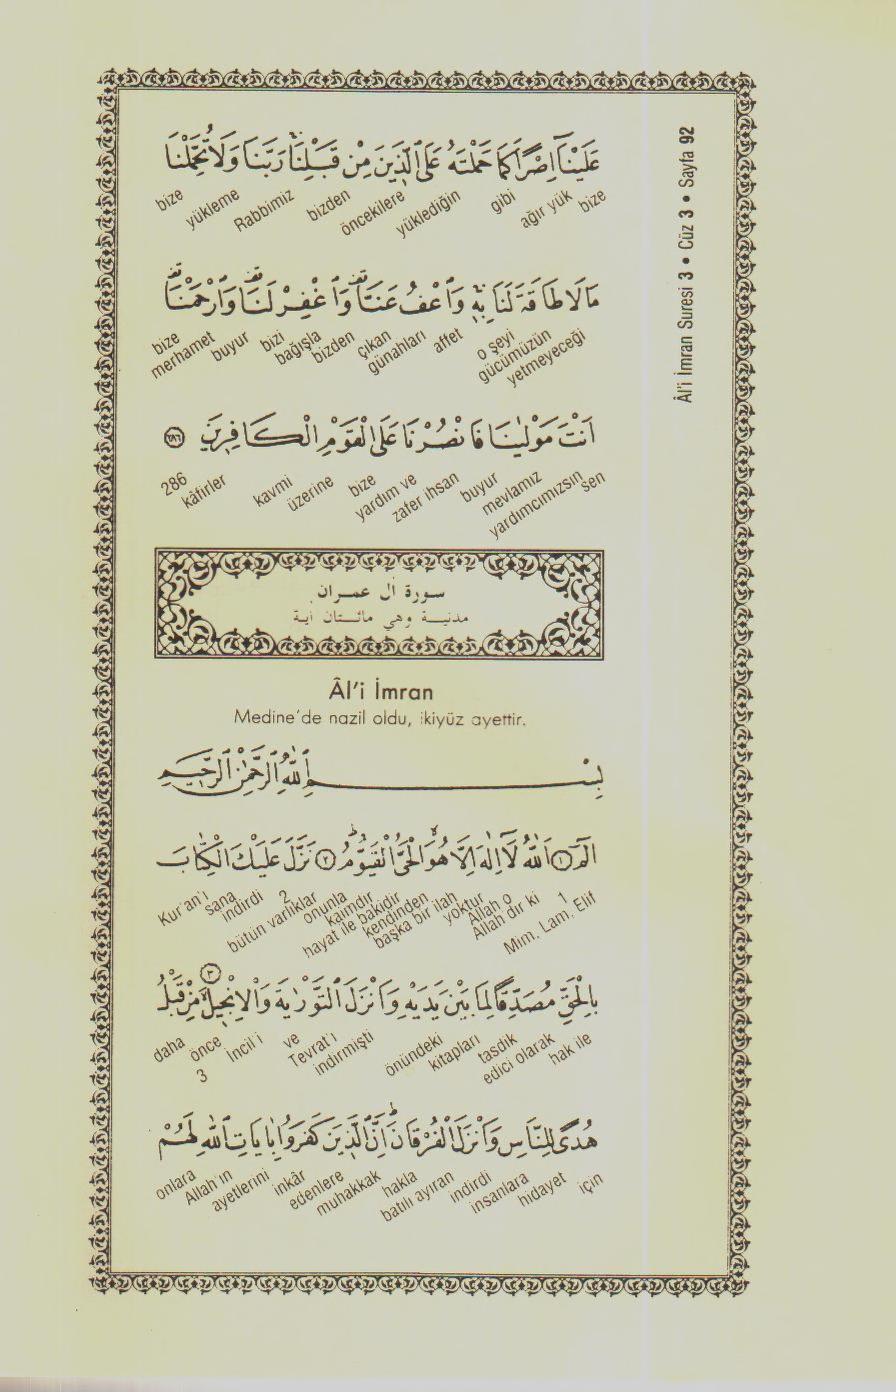 Âl'i İmran Suresi 3 • Cüz 3 • Sayfa 92
عَلَيْنَٓا اِصْرًا كَمَا حَمَلْتَهُ عَلَى الَّذ۪ينَ مِنْ قَبْلِنَاۚ رَبَّنَا وَلَا تُحَمِّلْنَا
bize ağır yük gibi yüklediğin öncekilere bizden Rabbimiz yükleme bize
مَا لَا طَاقَةَ لَنَا بِه۪ۚ وَاعْفُ عَنَّا۠ وَاغْفِرْ لَنَا۠ وَارْحَمْنَا۠
gücümüzün yetmeyeceği o şeyi affet günahları çıkan bizden bağışla bizi buyur merhamet bize
اَنْتَ مَوْلٰينَا فَانْصُرْنَا عَلَى الْقَوْمِ الْكَافِر۪ينَ ﴿٢٨٦﴾
sen yardımcımızsın mevlamız buyur zafer ihsan yardım ve bize üzerine kavmi kâfirler 286
سورة آل عمران
مدنية وهي مائتان آية
Âl'i İmran
Medine'de nazil oldu, ikiyüz ayettir.
بِسْمِ اللّٰهِ الرَّحْمٰنِ الرَّح۪يمِ
الٓمٓ ﴿١﴾ اَللّٰهُ لَٓا اِلٰهَ اِلَّا هُوَۙ الْحَيُّ الْقَيُّومُۜ ﴿٢﴾ نَزَّلَ عَلَيْكَ الْكِتَابَ
Mim. Lam. Elif 1 Allah dır ki Allah o yoktur başka bir ilah kendinden hayat ile bakidir kaimdir onunla bütün varlıklar 2 indirdi sana Kur'an'ı
بِالْحَقِّ مُصَدِّقًا لِمَا بَيْنَ يَدَيْهِ وَاَنْزَلَ التَّوْرٰيةَ وَالْاِنْج۪يلَۙ ﴿٣﴾ مِنْ قَبْلُ
hak ile edici olarak tasdik kitapları önündeki indirmişti Tevrat'ı ve İncil'i önce daha 3
هُدًى لِلنَّاسِ وَاَنْزَلَ الْفُرْقَانَۜ اِنَّ الَّذ۪ينَ كَفَرُوا بِاٰيَاتِ اللّٰهِ لَهُمْ
için hidayet insanlara indirdi batılı ayıran hakla muhakkak edenlere inkâr ayetlerini Allah'ın onlara